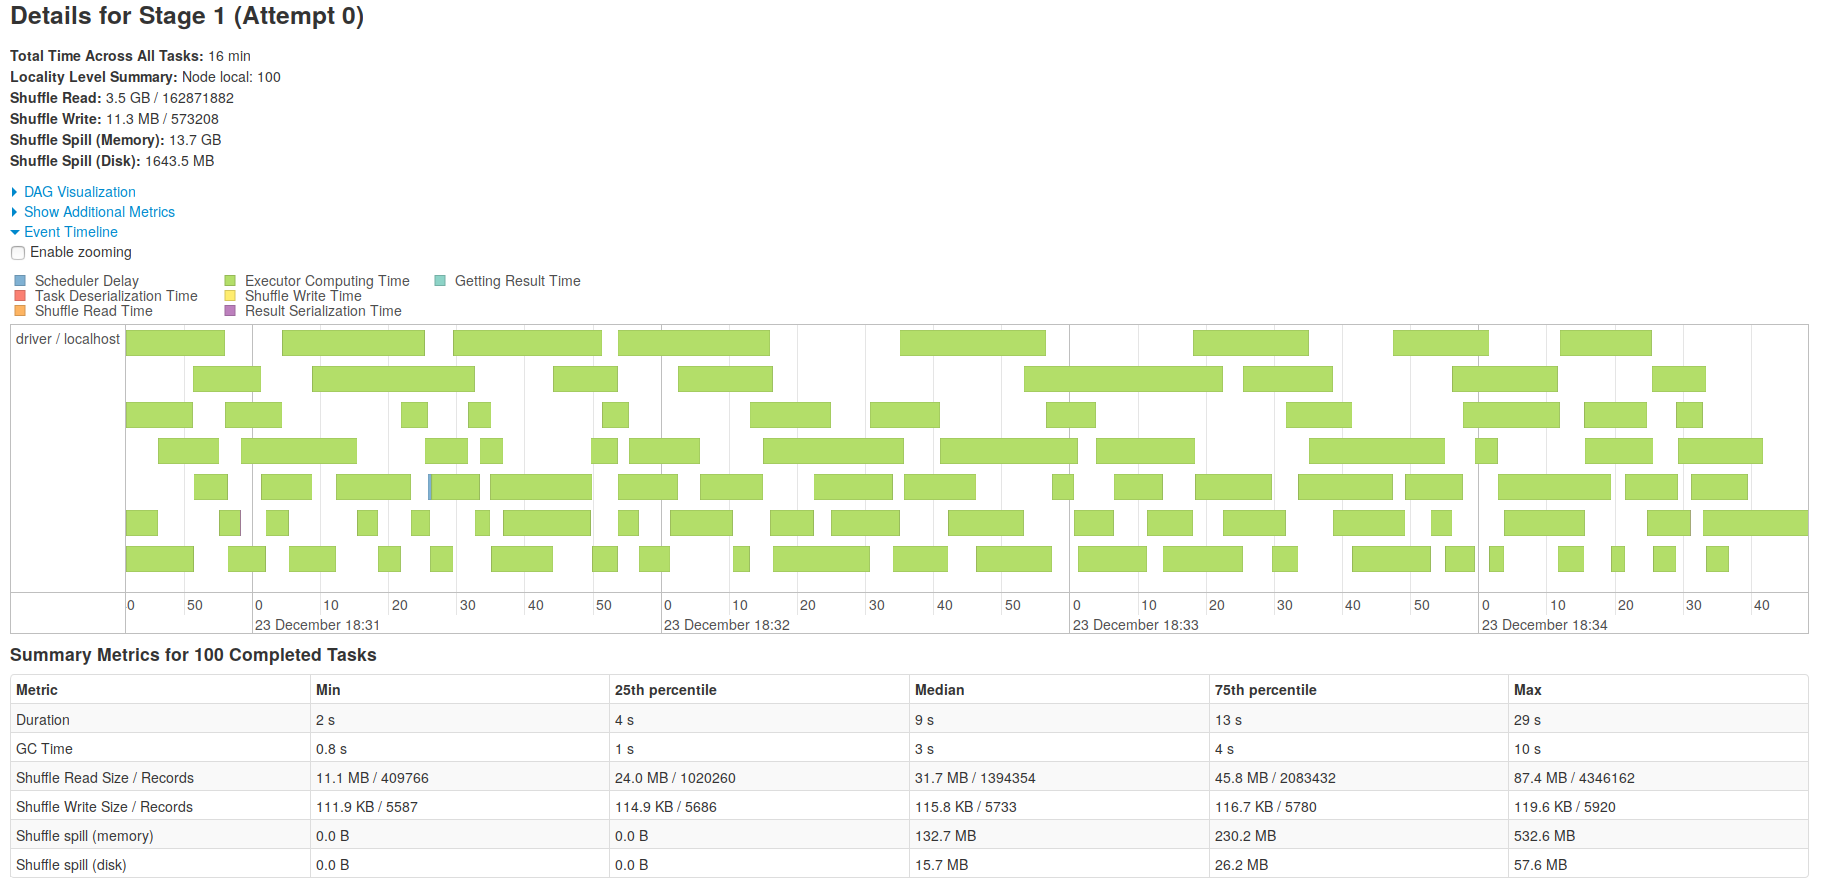 Details for Stage 1 (Attempt 0)
Total Time Across All Tasks: 16 min
Locality Level Summary: Node local: 100
Shuffle Read: 3.5 GB / 162871882
Shuffle Write: 11.3 MB / 573208
Shuffle Spill (Memory): 13.7 GB
Shuffle Spill (Disk): 1643.5 MB
DAG Visualization
Show Additional Metrics
Event Timeline
Enable zooming
Scheduler Delay Executor Computing Time Getting Result Time
Task Deserialization Time Shuffle Write Time
Shuffle Read Time Result Serialization Time
driver / localhost
0 50 0 10 20 30 40 50 0 10 20 30 40 50 0 10 20 30 40 50 0 10 20 30 40
23 December 18:31 23 December 18:32 23 December 18:33 23 December 18:34
Summary Metrics for 100 Completed Tasks
Metric Min 25th percentile Median 75th percentile Max
Duration 2 s 4 s 9 s 13 s 29 s
GC Time 0.8 s 1 s 3 s 4 s 10 s
Shuffle Read Size / Records 11.1 MB / 409766 24.0 MB / 1020260 31.7 MB / 1394354 45.8 MB / 2083432 87.4 MB / 4346162
Shuffle Write Size / Records 111.9 KB / 5587 114.9 KB / 5686 115.8 KB / 5733 116.7 KB / 5780 119.6 KB / 5920
Shuffle spill (memory) 0.0 B 0.0 B 132.7 MB 230.2 MB 532.6 MB
Shuffle spill (disk) 0.0 B 0.0 B 15.7 MB 26.2 MB 57.6 MB